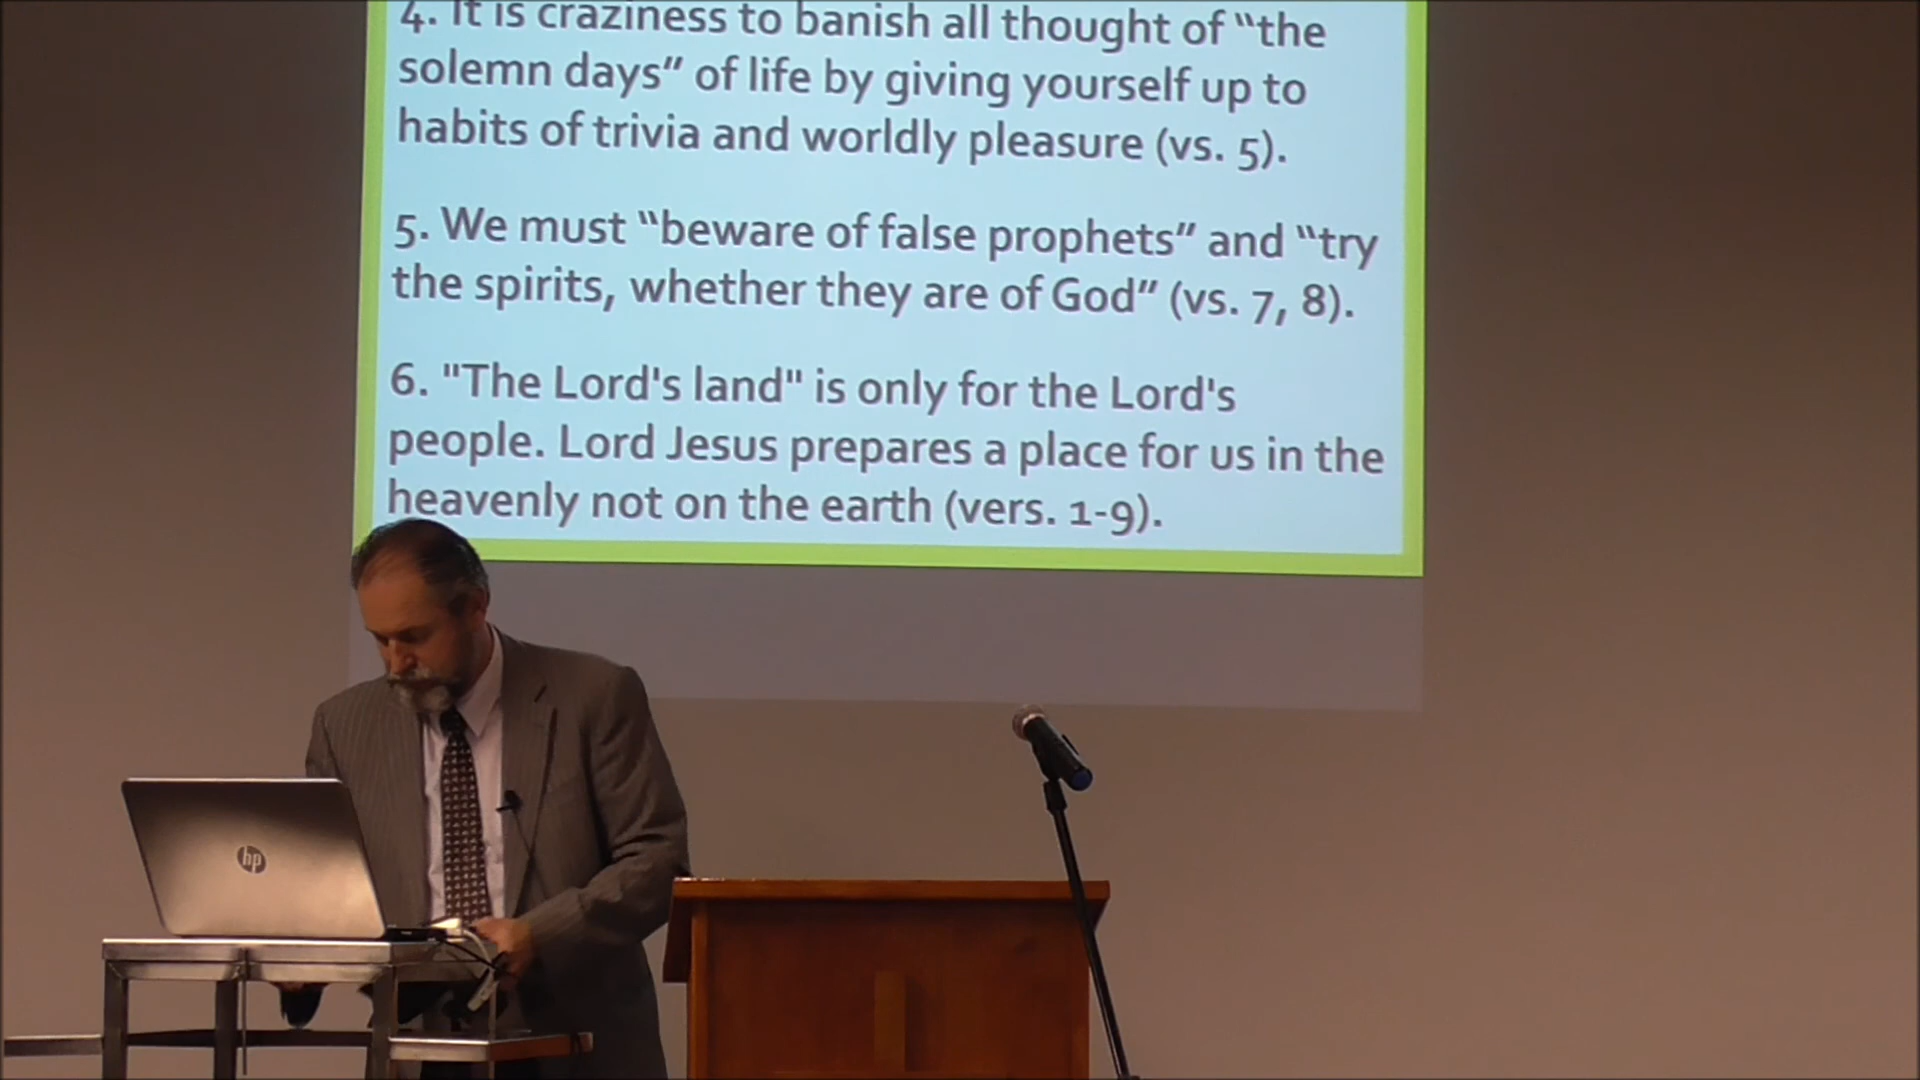 4. It is craziness to banish all thought of “the
solemn days” of life by giving yourself up to
habits of trivia and worldly pleasure (vs. 5).
5. We must “beware of false prophets” and “try
the spirits, whether they are of God” (vs. 7, 8).
6. "The Lord's land" is only for the Lord's
people. Lord Jesus prepares a place for us in the
heavenly not on the earth (vers. 1-9).
hp